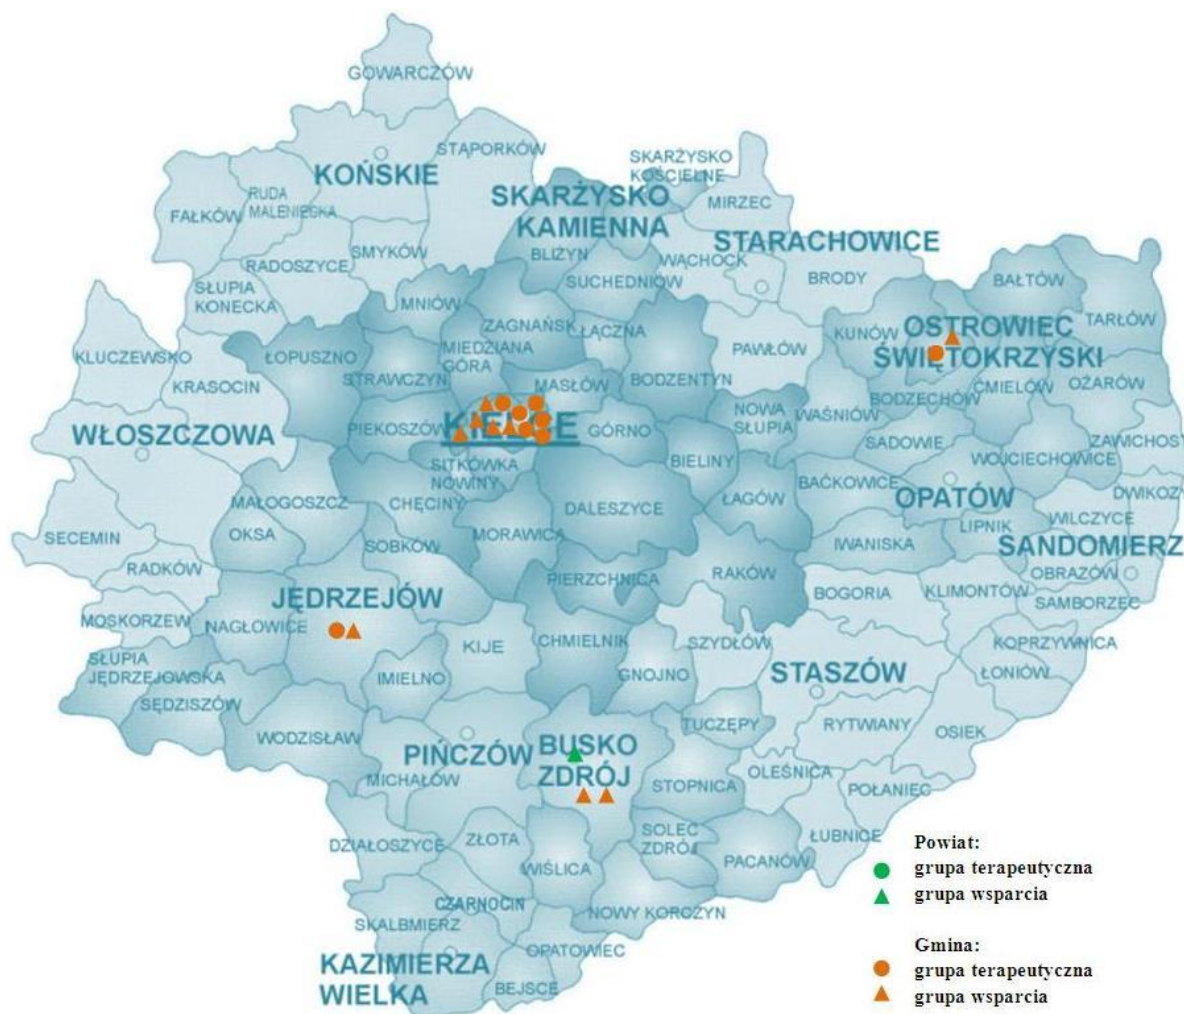 GOWARCZÓW
STĄPORKÓW
KOŃSKIE
SKARŻYSKO
KOŚCIELNE
RUDA
MALENIESKA
FAŁKÓW
SKARŻYSKO
KAMIENNA
MIRZEC
SMYKÓW
RADOSZYCE
BLIŻYN
WĄCHOCK
STARACHOWICE
SUCHEDNIÓW
BRODY
BAŁTÓW
SŁUPIA
KONECKA
MNIÓW
ZAGNAŃSK
ŁĄCZNA
KUNÓW
OSTROWIEC
ŚWIĘTOKRZYSKI
TARŁÓW
KLUCZEWSKO
ŁOPUSZNO
MIEDZIANA
GÓRA
PAWŁÓW
KRASOCIN
STRAWCZYN
MASŁÓW
BODZENTYN
BODZECHÓW
ĆMIELÓW
OŻARÓW
WŁOSZCZOWA
PIEKOSZÓW
KIELCE
GÓRNO
NOWA
SŁUPIA
WAŚNIÓW
SADOWIE
WOJCIECHOWICE
ZAWICHOST
SITKÓWKA
NOWINY
BIELINY
BAĆKOWICE
OPATÓW
DWIKOZY
MAŁOGOSZCZ
CHĘCINY
DALESZYCE
ŁAGÓW
LIPNIK
WILCZYCE
SECEMIN
OKSA
SOBKÓW
MORAWICA
IWANISKA
SANDOMIERZ
RADKÓW
PIERZCHNICA
RAKÓW
OBRAZÓW
JĘDRZEJÓW
BOGORIA
KLIMONTÓW
SAMBORZEC
MOSKORZEW
NAGŁOWICE
KIJE
CHMIELNIK
SZYDŁÓW
KOPRZYWNICA
SŁUPIA
JĘDRZEJOWSKA
IMIELNO
GNOJNO
STASZÓW
ŁONIÓW
SĘDZISZÓW
WODZISŁAW
TUCZĘPY
RYTWIANY
OSIEK
PIŃCZÓW
BUSKO
ZDRÓJ
MICHAŁÓW
STOPNICA
OLEŚNICA
POŁANIEC
DZIAŁOSZYCE
ZŁOTA
SOLEC
ZDRÓJ
ŁUBNICE
WIŚLICA
PACANÓW
CZARNOCIN
SKALBMIERZ
NOWY KORCZYN
OPATOWIEC
KAZIMIERZA
WIELKA
BEJSCE
Powiat:
grupa terapeutyczna
grupa wsparcia
Gmina:
grupa terapeutyczna
grupa wsparcia